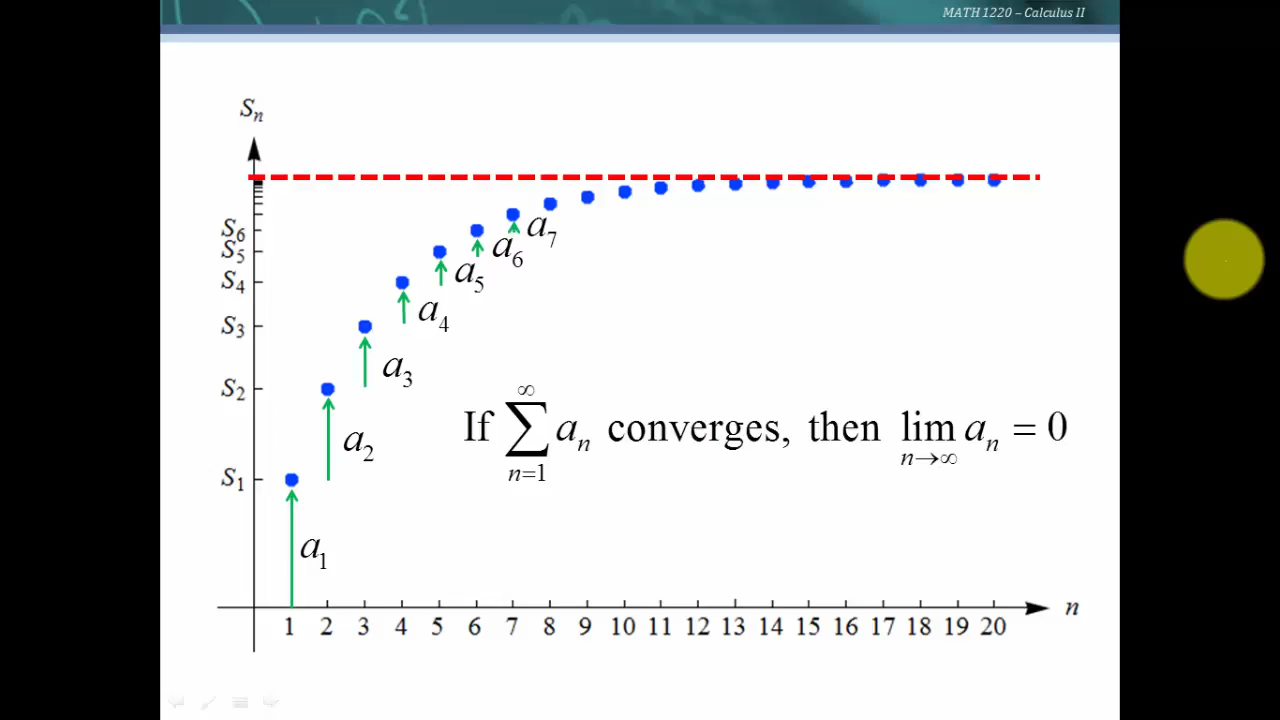 MATH 1220 – Calculus II
Sₙ
S₆
S₅
S₄
S₃
S₂
S₁
a₁
a₂
a₃
a₄
a₅
a₆
a₇
If ∑_{n=1}^{∞} aₙ converges, then lim_{n→∞} aₙ = 0
1 2 3 4 5 6 7 8 9 10 11 12 13 14 15 16 17 18 19 20 n